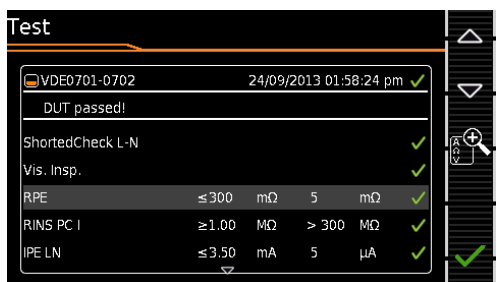 Test
VDE0701-0702 24/09/2013 01:58:24 pm
DUT passed!
ShortedCheck L-N
Vis. Insp.
RPE ≤300 mΩ 5 mΩ
RINS PC I ≥1.00 MΩ > 300 MΩ
IPE LN ≤3.50 mA 5 µA
A
Ω
V